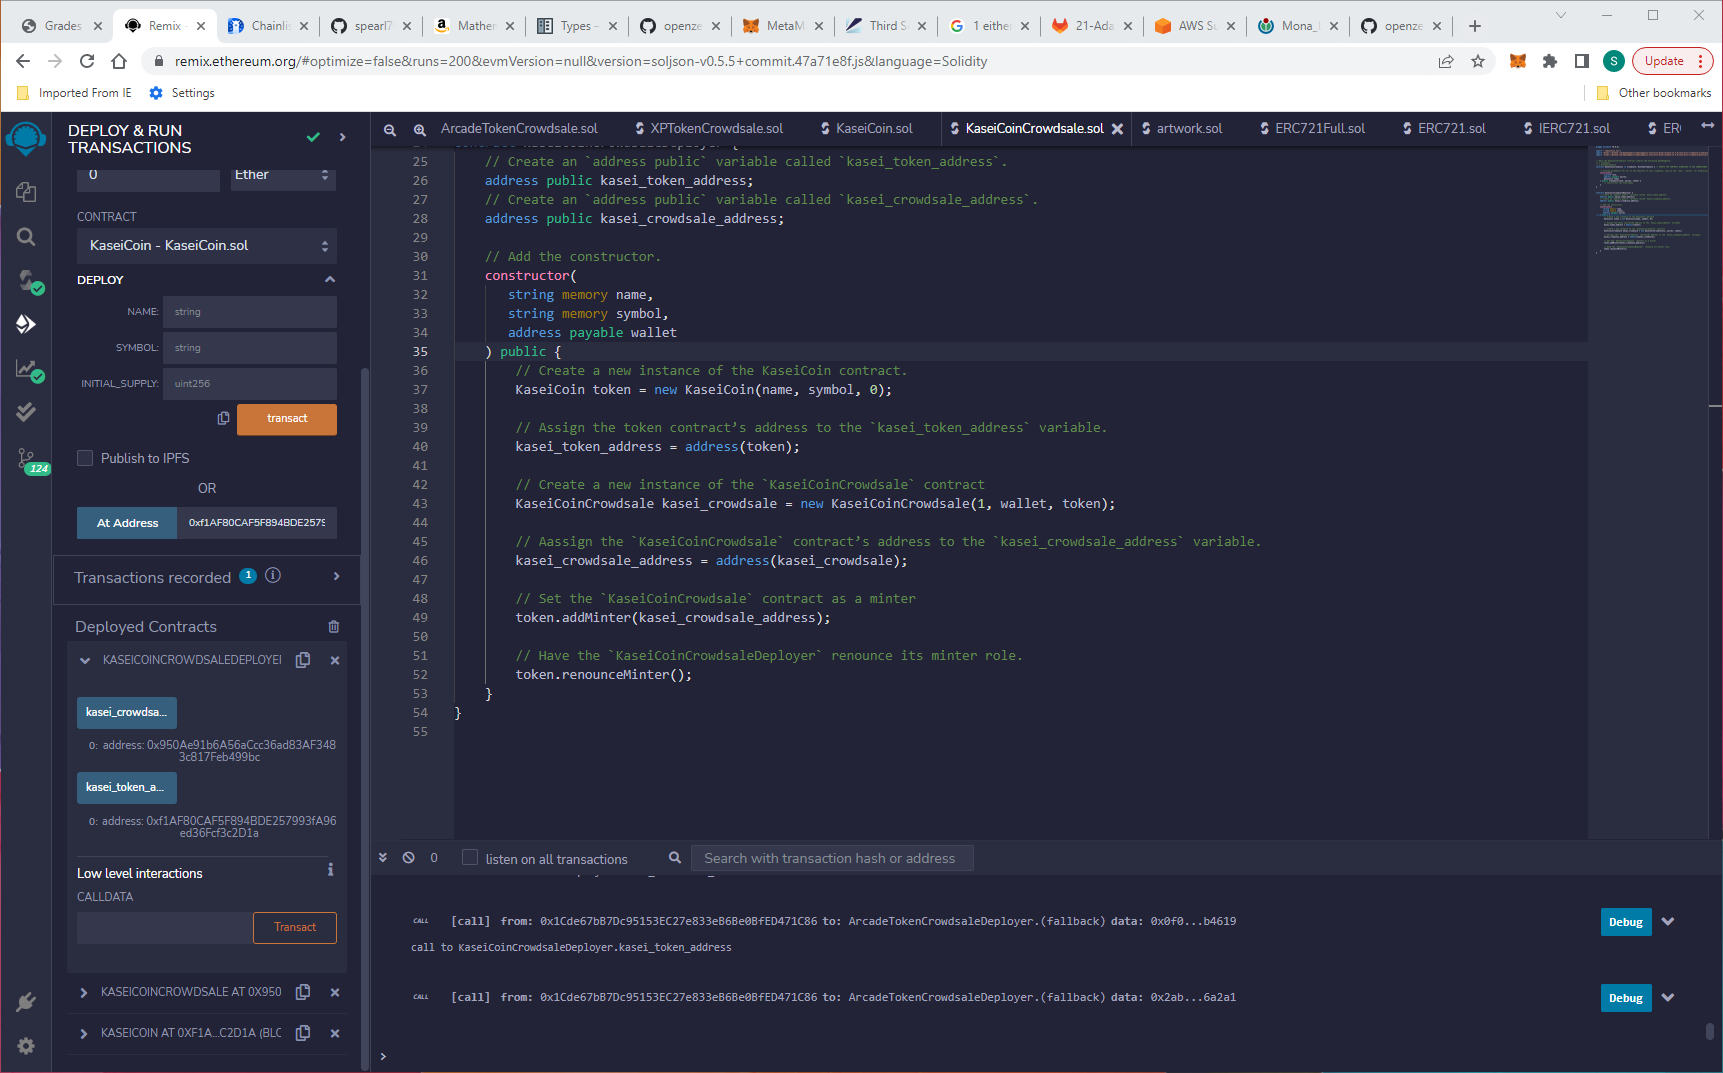 Grades
Remix -
Chainlis
spearl7
Mathem
Types -
openze
MetaM
Third S
1 either
21-Ada
AWS Su
Mona_
openze
remix.ethereum.org/#optimize=false&runs=200&evmVersion=null&version=soljson-v0.5.5+commit.47a71e8f.js&language=Solidity
S
Update
Imported From IE
Settings
Other bookmarks
DEPLOY & RUN
TRANSACTIONS
0
Ether
CONTRACT
KaseiCoin - KaseiCoin.sol
DEPLOY
NAME: string
SYMBOL: string
INITIAL_SUPPLY: uint256
transact
Publish to IPFS
OR
At Address 0xf1AF80CAF5F894BDE2579
124
Transactions recorded 1
Deployed Contracts
KASEICOINCROWDSALEDEPLOYEI
kasei_crowdsa...
0: address: 0x950Ae91b6A56aCcc36ad83AF348
3c817Feb499bc
kasei_token_a...
0: address: 0xf1AF80CAF5F894BDE257993fA96
ed36Fcf3c2D1a
Low level interactions
CALLDATA
Transact
KASEICOINCROWDSALE AT 0X950
KASEICOIN AT 0XF1A...C2D1A (BLC
ArcadeTokenCrowdsale.sol
XPTokenCrowdsale.sol
KaseiCoin.sol
KaseiCoinCrowdsale.sol
artwork.sol
ERC721Full.sol
ERC721.sol
IERC721.sol
ER
25 // Create an `address public` variable called `kasei_token_address`.
26 address public kasei_token_address;
27 // Create an `address public` variable called `kasei_crowdsale_address`.
28 address public kasei_crowdsale_address;
29
30 // Add the constructor.
31 constructor(
32 string memory name,
33 string memory symbol,
34 address payable wallet
35 ) public {
36 // Create a new instance of the KaseiCoin contract.
37 KaseiCoin token = new KaseiCoin(name, symbol, 0);
38
39 // Assign the token contract’s address to the `kasei_token_address` variable.
40 kasei_token_address = address(token);
41
42 // Create a new instance of the `KaseiCoinCrowdsale` contract
43 KaseiCoinCrowdsale kasei_crowdsale = new KaseiCoinCrowdsale(1, wallet, token);
44
45 // Aassign the `KaseiCoinCrowdsale` contract’s address to the `kasei_crowdsale_address` variable.
46 kasei_crowdsale_address = address(kasei_crowdsale);
47
48 // Set the `KaseiCoinCrowdsale` contract as a minter
49 token.addMinter(kasei_crowdsale_address);
50
51 // Have the `KaseiCoinCrowdsaleDeployer` renounce its minter role.
52 token.renounceMinter();
53 }
54 }
55
0 listen on all transactions Search with transaction hash or address
CALL [call] from: 0x1Cde67bB7Dc95153EC27e833eB6Be0BfED471C86 to: ArcadeTokenCrowdsaleDeployer.(fallback) data: 0x0f0...b4619 Debug
call to KaseiCoinCrowdsaleDeployer.kasei_token_address
CALL [call] from: 0x1Cde67bB7Dc95153EC27e833eB6Be0BfED471C86 to: ArcadeTokenCrowdsaleDeployer.(fallback) data: 0x2ab...6a2a1 Debug
>